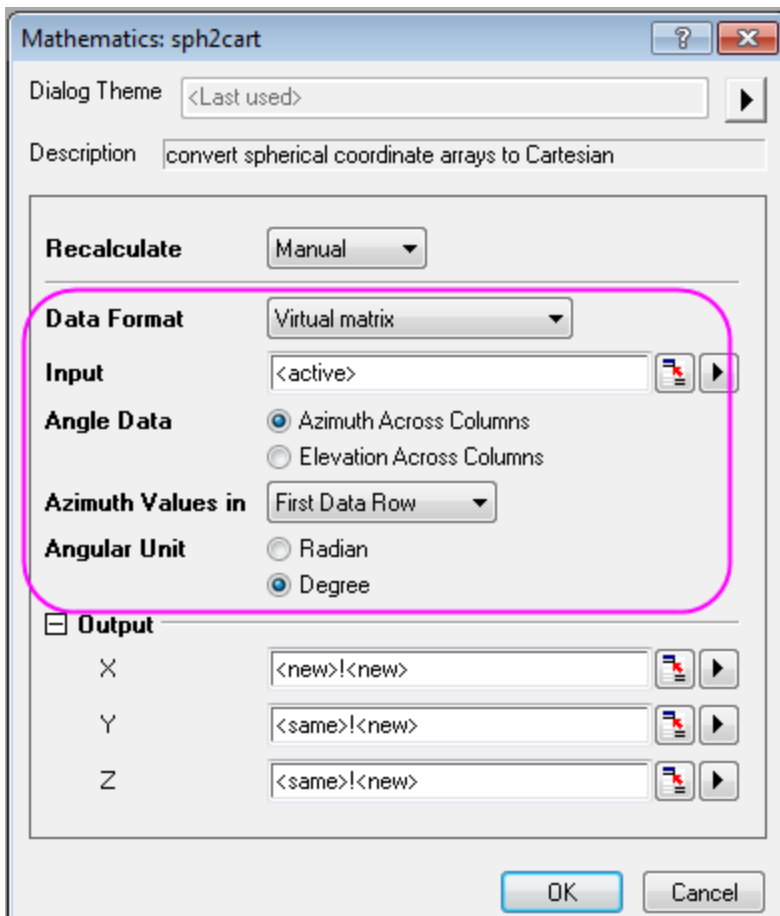 Mathematics: sph2cart
Dialog Theme <Last used>
Description convert spherical coordinate arrays to Cartesian
Recalculate Manual
Data Format Virtual matrix
Input <active>
Angle Data Azimuth Across Columns
Elevation Across Columns
Azimuth Values in First Data Row
Angular Unit Radian
Degree
Output
X <new>!<new>
Y <same>!<new>
Z <same>!<new>
OK Cancel